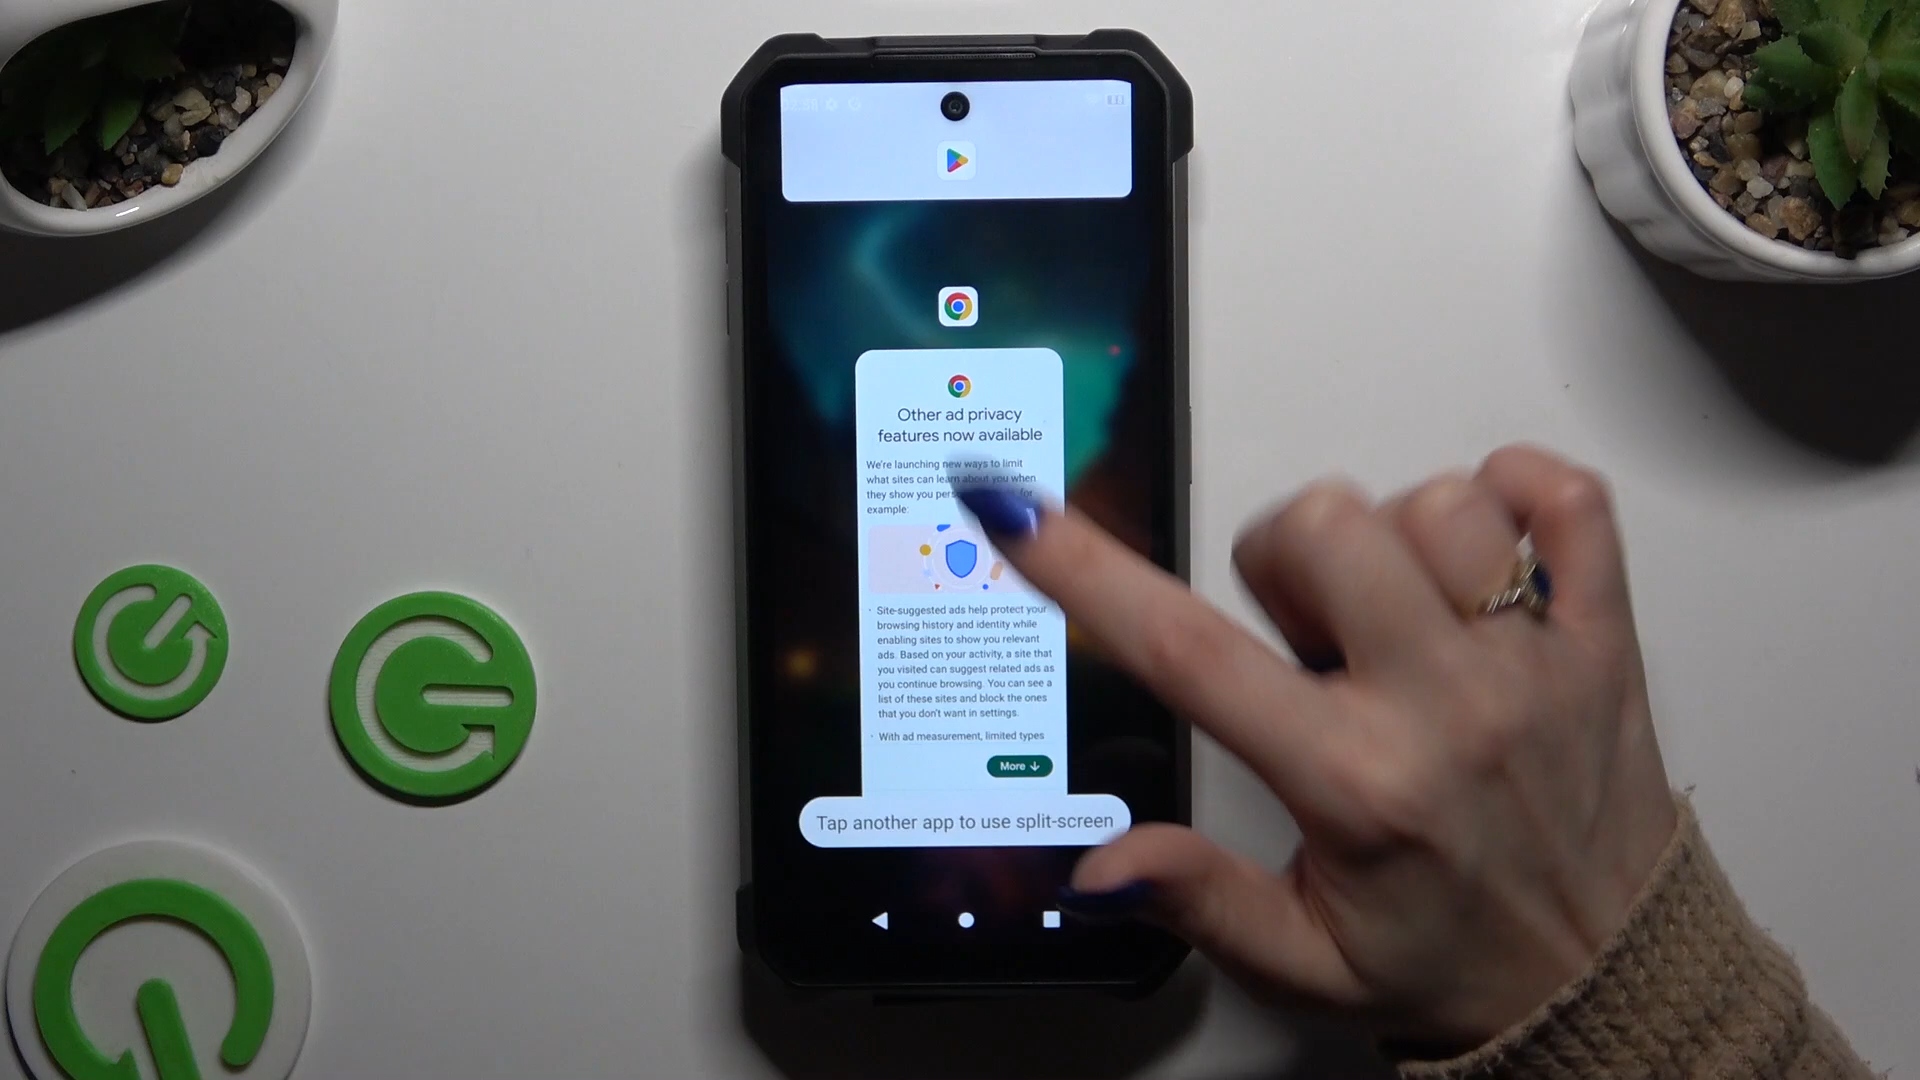 Other ad privacy
features now available
We're launching new ways to limit
what sites can learn about you when
they show you for
example:
Site-suggested ads help protect your
browsing history and identity while
enabling sites to show you relevant
ads. Based on your activity, a site that
you visited can suggest related ads as
you continue browsing. You can see a
list of these sites and block the ones
that you don't want in settings.
With ad measurement, limited types
More ↓
Tap another app to use split-screen